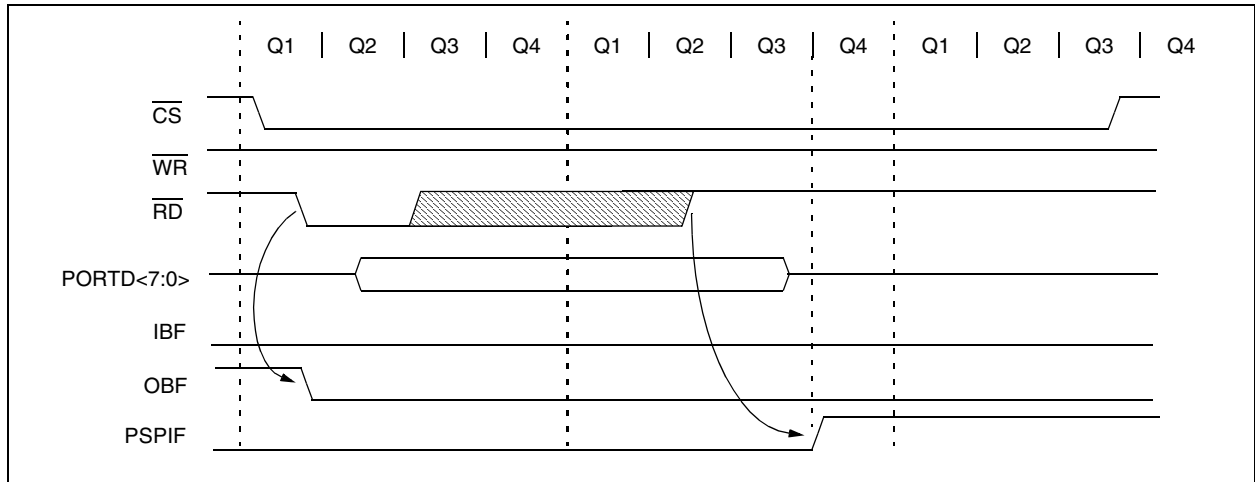 Q1 | Q2 | Q3 | Q4 | Q1 | Q2 | Q3 | Q4 | Q1 | Q2 | Q3 | Q4
CS
WR
RD
PORTD<7:0>
IBF
OBF
PSPIF